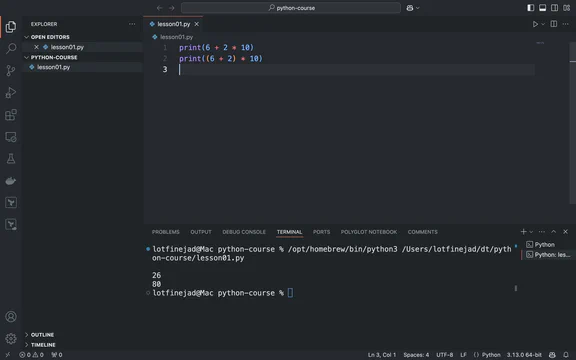 python-course
EXPLORER
lesson01.py
OPEN EDITORS
lesson01.py
PYTHON-COURSE
lesson01.py
lesson01.py
1 print(6 + 2 * 10)
2 print((6 + 2) * 10)
3
PROBLEMS OUTPUT DEBUG CONSOLE TERMINAL PORTS POLYGLOT NOTEBOOK COMMENTS
lotfinejad@Mac python-course % /opt/homebrew/bin/python3 /Users/lotfinejad/dt/pyth
on-course/lesson01.py
26
80
lotfinejad@Mac python-course %
Python
Python: les...
OUTLINE
TIMELINE
0 0 0 Ln 3, Col 1 Spaces: 4 UTF-8 LF Python 3.13.0 64-bit